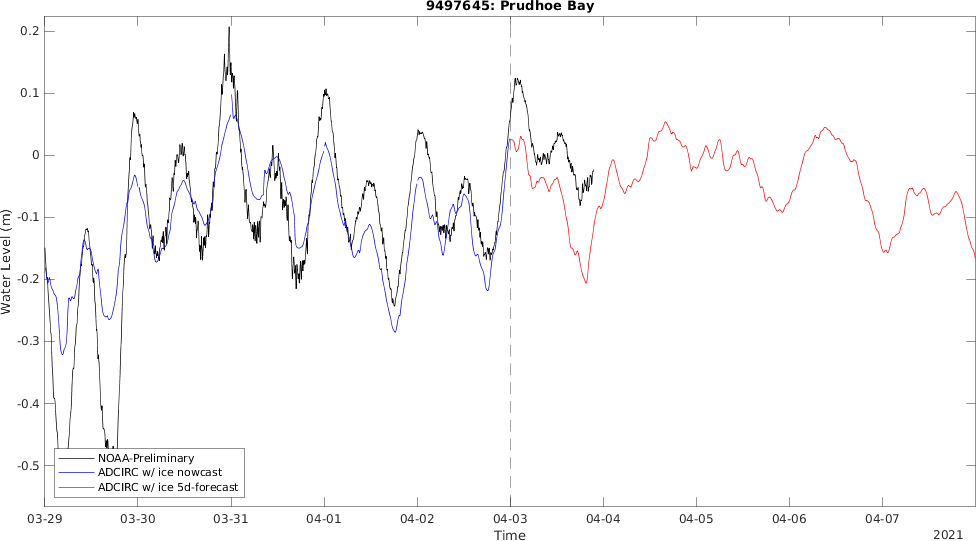 9497645: Prudhoe Bay
0.2
0.1
0
-0.1
-0.2
-0.3
-0.4
-0.5
Water Level (m)
NOAA-Preliminary
ADCIRC w/ ice nowcast
ADCIRC w/ ice 5d-forecast
03-29 03-30 03-31 04-01 04-02 04-03 04-04 04-05 04-06 04-07
Time
2021